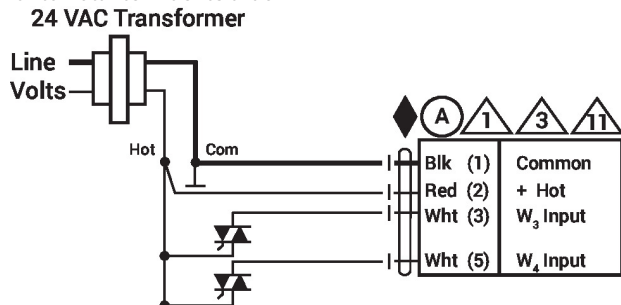 24 VAC Transformer
Line
Volts
Hot
Com
A 1 3 11
Blk (1) Common
Red (2) + Hot
Wht (3) W3 Input
Wht (5) W4 Input